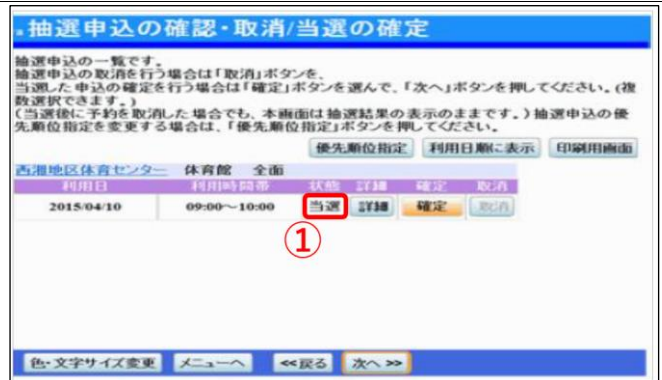 抽選申込の確認・取消/当選の確定
抽選申込の一覧です。
抽選申込の取消を行う場合は「取消」ボタンを、
当選した申込の確定を行う場合は「確定」ボタンを選んで、「次へ」ボタンを押してください。(複
数選択できます。)
(当選後に予約を取消した場合でも、本画面は抽選結果の表示のままです。)抽選申込の優
先順位指定を変更する場合は、「優先順位指定」ボタンを押してください。
優先順位指定 利用日順に表示 印刷用画面
西湘地区体育センター 体育館 全面
利用日 利用時間帯 状態 詳細 確定 取消
2015/04/10 09:00～10:00 当選 詳細 確定 取消
①
色・文字サイズ変更 メニューへ ≪戻る 次へ≫